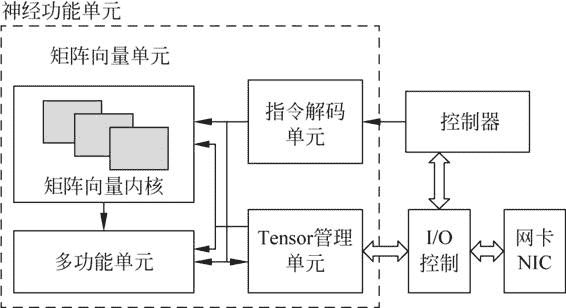 神经功能单元
矩阵向量单元
矩阵向量内核
多功能单元
指令解码
单元
Tensor管理
单元
控制器
I/O
控制
网卡
NIC